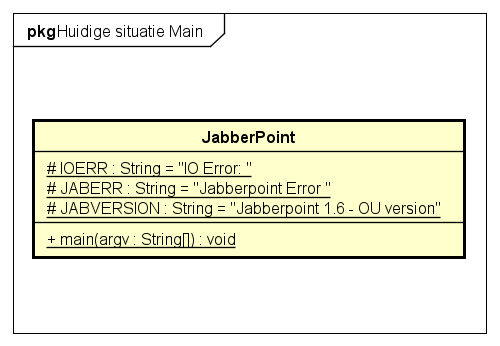 pkg Huidige situatie Main
JabberPoint
# IOERR : String = "IO Error: "
# JABERR : String = "Jabberpoint Error "
# JABVERSION : String = "Jabberpoint 1.6 - OU version"
+ main(argv : String[]) : void